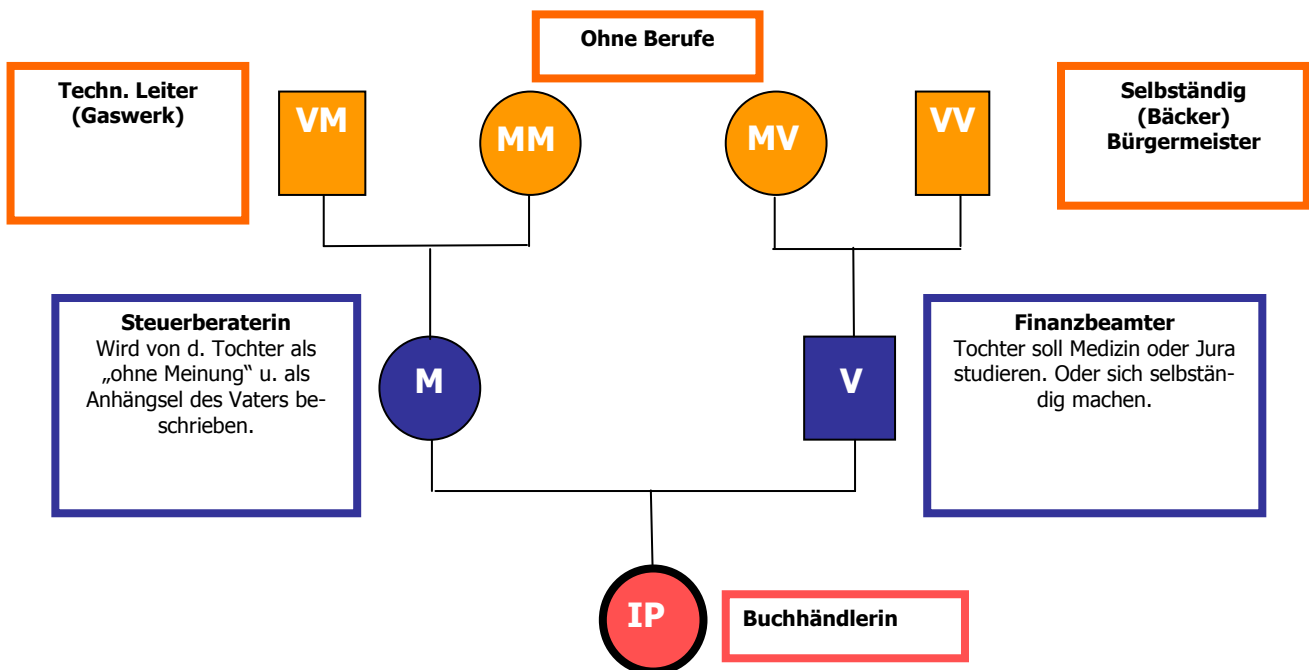 Ohne Berufe
Techn. Leiter
(Gaswerk)
VM
MM
MV
VV
Selbständig
(Bäcker)
Bürgermeister
Steuerberaterin
Wird von d. Tochter als
„ohne Meinung“ u. als
Anhängsel des Vaters be-
schrieben.
M
V
Finanzbeamter
Tochter soll Medizin oder Jura
studieren. Oder sich selbstän-
dig machen.
IP
Buchhändlerin